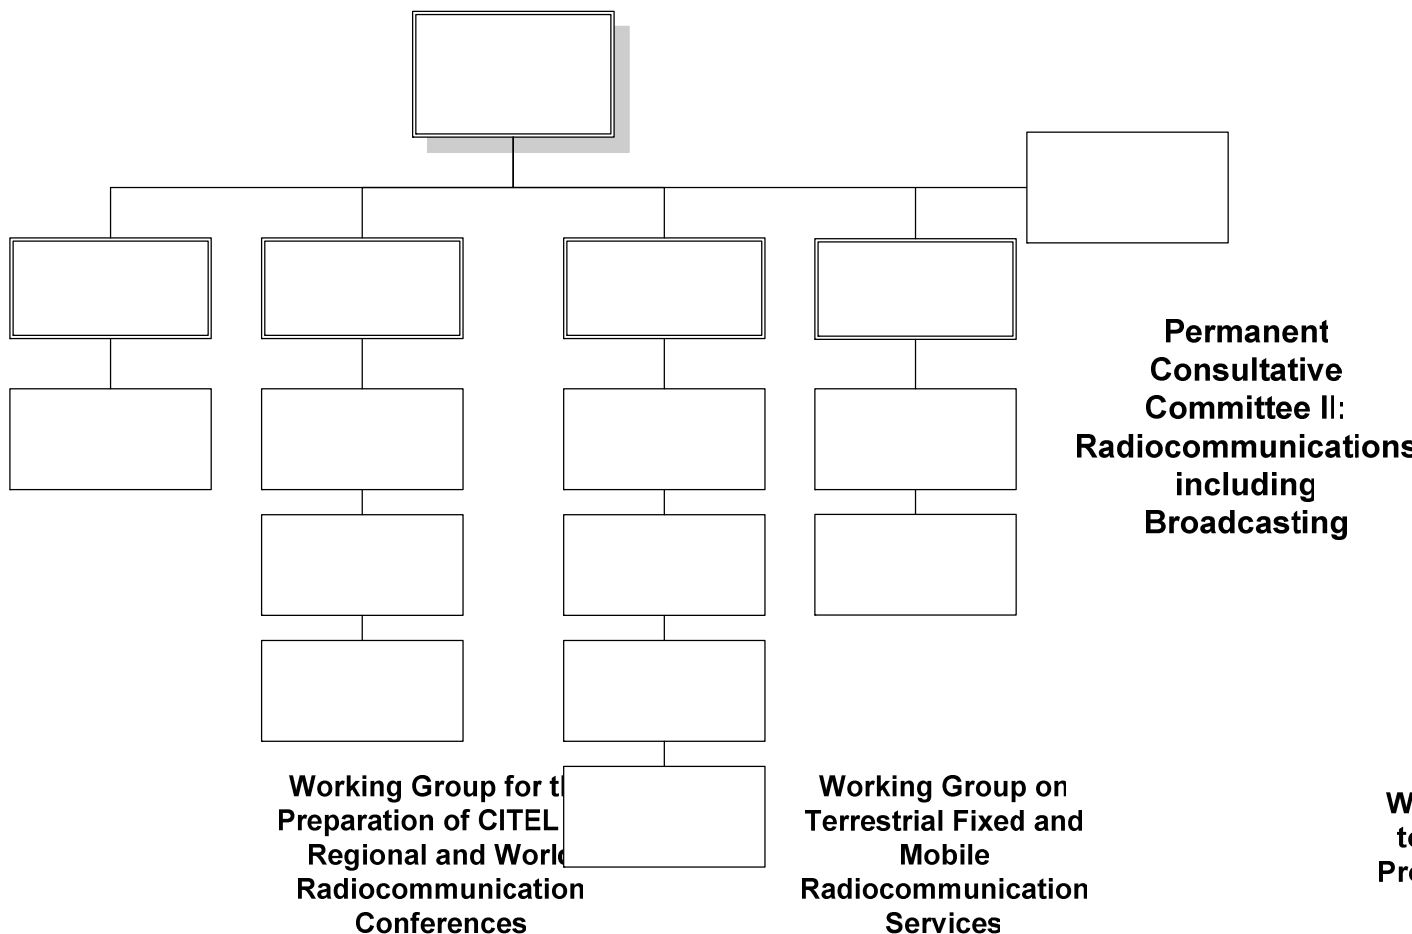 Permanent
Consultative
Committee II:
Radiocommunications
including
Broadcasting
Working Group for
Preparation of CITEL
Regional and World
Radiocommunication
Conferences
Working Group on
Terrestrial Fixed and
Mobile
Radiocommunication
Services